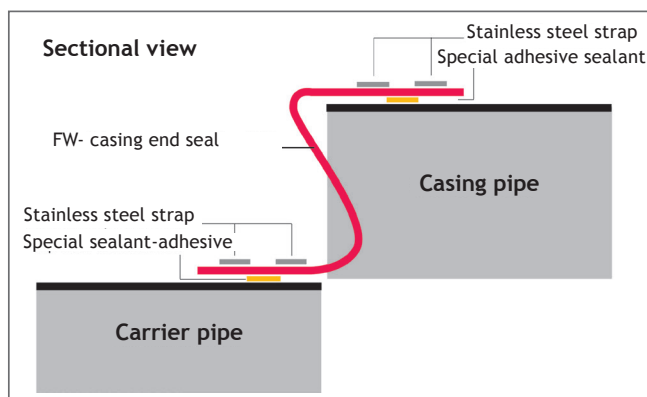 Sectional view
Stainless steel strap
Special adhesive sealant
FW- casing end seal
Casing pipe
Stainless steel strap
Special sealant-adhesive
Carrier pipe